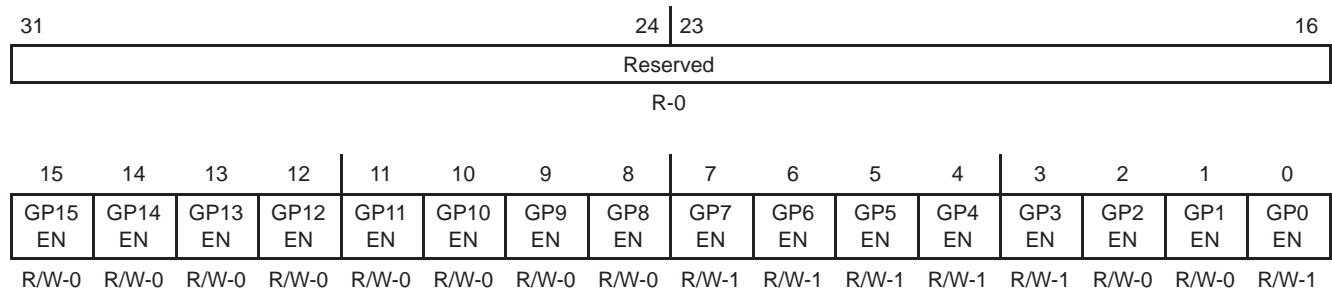 31 24 23 16
Reserved
R-0
15 14 13 12 11 10 9 8 7 6 5 4 3 2 1 0
GP15 GP14 GP13 GP12 GP11 GP10 GP9 GP8 GP7 GP6 GP5 GP4 GP3 GP2 GP1 GP0
EN EN EN EN EN EN EN EN EN EN EN EN EN EN EN EN
R/W-0 R/W-0 R/W-0 R/W-0 R/W-0 R/W-0 R/W-0 R/W-0 R/W-1 R/W-1 R/W-1 R/W-1 R/W-1 R/W-0 R/W-0 R/W-1